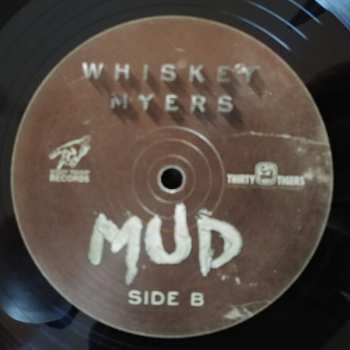 WHISKEY
MYERS
RECORDS
THIRTY TIGERS
MUD
SIDE B